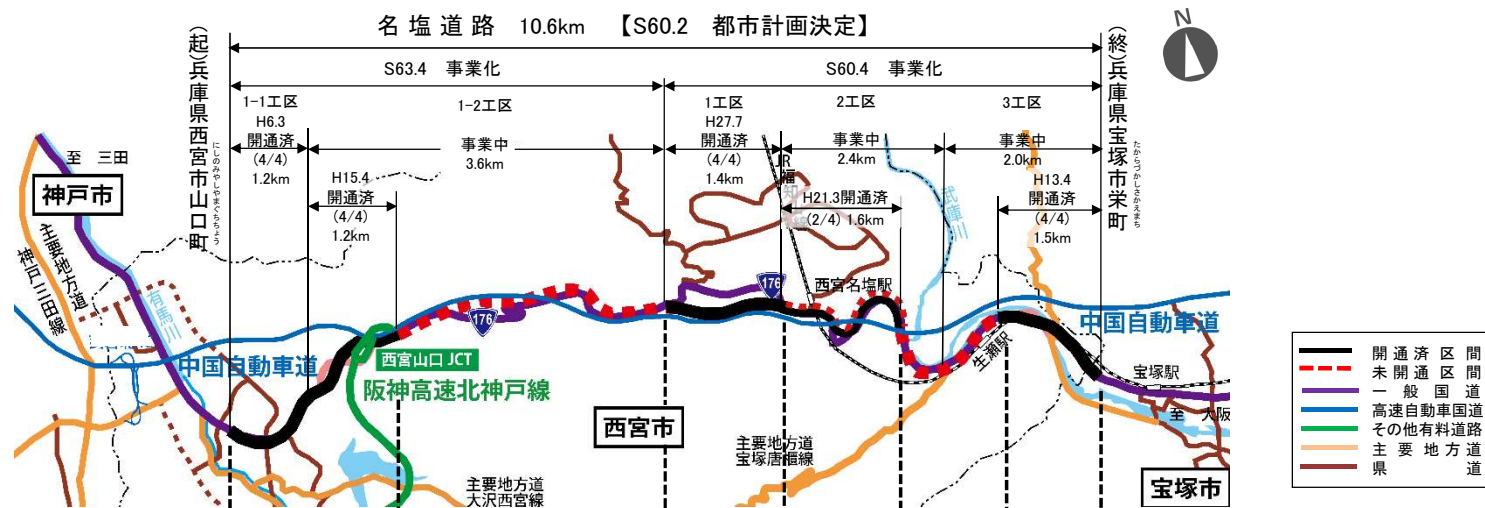 名塩道路 10.6km 【S60.2 都市計画決定】
N
(起)兵庫県西宮市山口町
にしのみやしやまぐちちょう
(終)兵庫県宝塚市栄町
たからづかしさかえまち
S63.4 事業化
S60.4 事業化
1-1工区
H6.3
開通済
(4/4)
1.2km
1-2工区
事業中
3.6km
H15.4
開通済
(4/4)
1.2km
1工区
H27.7
開通済
(4/4)
1.4km
2工区
事業中
2.4km
H21.3開通済
(2/4) 1.6km
3工区
事業中
2.0km
H13.4
開通済
(4/4)
1.5km
至 三田
神戸市
主要地方道
神戸三田線
有馬川
中国自動車道
176
西宮山口 JCT
阪神高速北神戸線
主要地方道
大沢西宮線
西宮市
JR
福知
176
西宮名塩駅
武庫川
生瀬駅
主要地方道
宝塚唐櫃線
中国自動車道
宝塚駅
至 大阪
宝塚市
開通済区間
未開通区間
一般国道
高速自動車国道
その他有料道路
主要地方道
県道